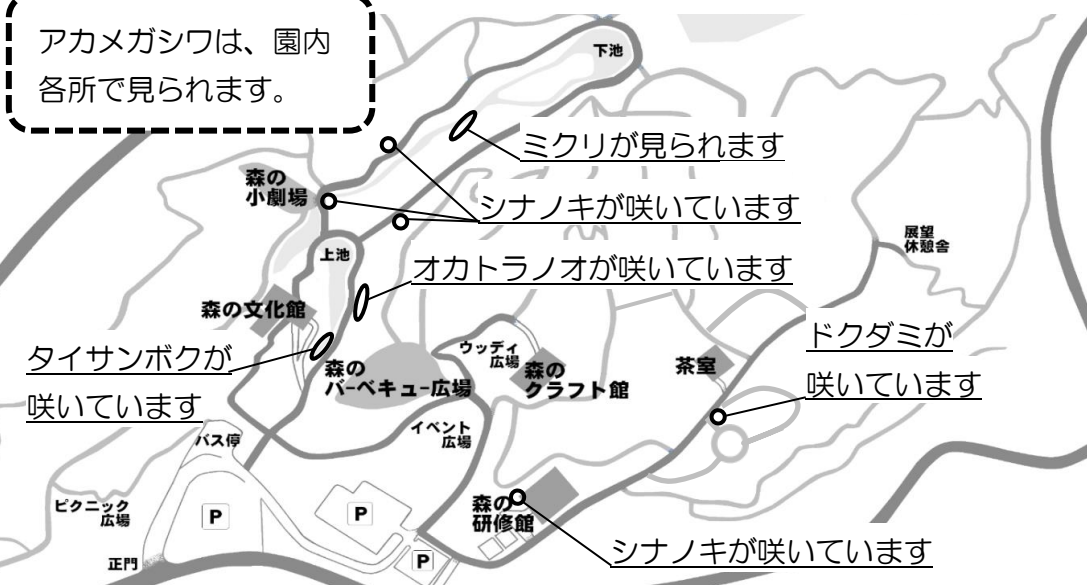 アカメガシワは、園内
各所で見られます。
下池
ミクリが見られます
森の
小劇場
シナノキが咲いています
展望
休憩舎
上池
オカトラノオが咲いています
森の文化館
ドクダミが
咲いています
タイサンボクが
咲いています
ウッディ
広場
森の
バーベキュー広場
森の
クラフト館
茶室
イベント
広場
バス停
ピクニック
広場
P
P
森の
研修館
シナノキが咲いています
正門
P